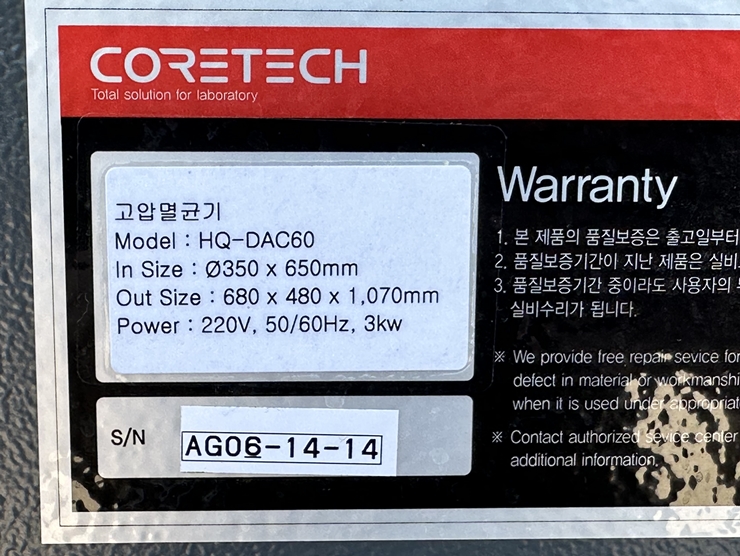 CORETECH
Total solution for laboratory
고압멸균기
Model : HQ-DAC60
In Size : Ø350 x 650mm
Out Size : 680 x 480 x 1,070mm
Power : 220V, 50/60Hz, 3kw
S/N
AG06-14-14
Warranty
1. 본 제품의 품질보증은 출고일부터
2. 품질보증기간이 지난 제품은 실비
3. 품질보증기간 중이라도 사용자의
실비수리가 됩니다.
※ We provide free repair sevice for
defect in material or workmanshi
when it is used under appropriat
※ Contact authorized sevice center
additional information.